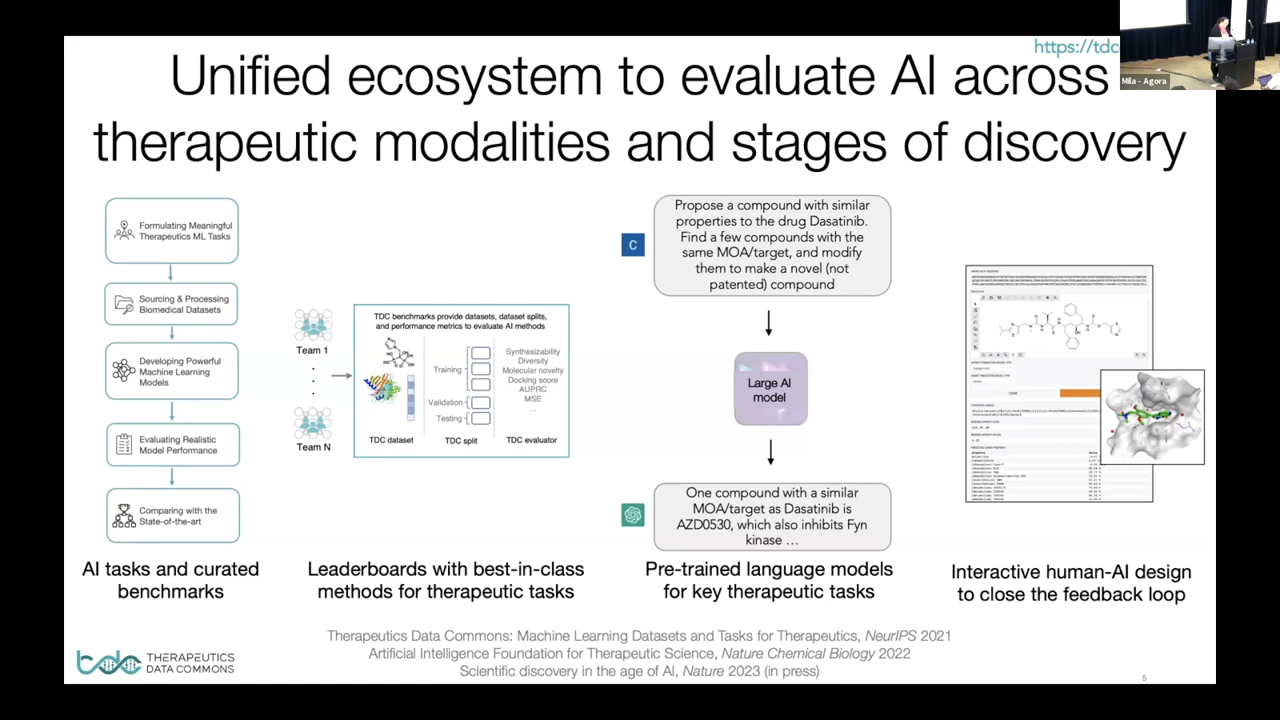 https://tdc
Unified ecosystem to evaluate AI across
therapeutic modalities and stages of discovery
Mila - Agora
Formulating Meaningful
Therapeutics ML Tasks
Sourcing & Processing
Biomedical Datasets
Developing Powerful
Machine Learning
Models
Evaluating Realistic
Model Performance
Comparing with the
State-of-the-art
AI tasks and curated
benchmarks
Team 1
Team N
TDC benchmarks provide datasets, dataset splits,
and performance metrics to evaluate AI methods
Training
Validation
Testing
Synthesizability
Diversity
Molecular novelty
Docking score
AUPRC
MSE
...
TDC dataset
TDC split
TDC evaluator
Leaderboards with best-in-class
methods for therapeutic tasks
C
Propose a compound with similar
properties to the drug Dasatinib.
Find a few compounds with the
same MOA/target, and modify
them to make a novel (not
patented) compound
Large AI
model
One compound with a similar
MOA/target as Dasatinib is
AZD0530, which also inhibits Fyn
kinase ...
Pre-trained language models
for key therapeutic tasks
Interactive human-AI design
to close the feedback loop
Therapeutics Data Commons: Machine Learning Datasets and Tasks for Therapeutics, NeurIPS 2021
Artificial Intelligence Foundation for Therapeutic Science, Nature Chemical Biology 2022
Scientific discovery in the age of AI, Nature 2023 (in press)
tdc
THERAPEUTICS
DATA COMMONS
5